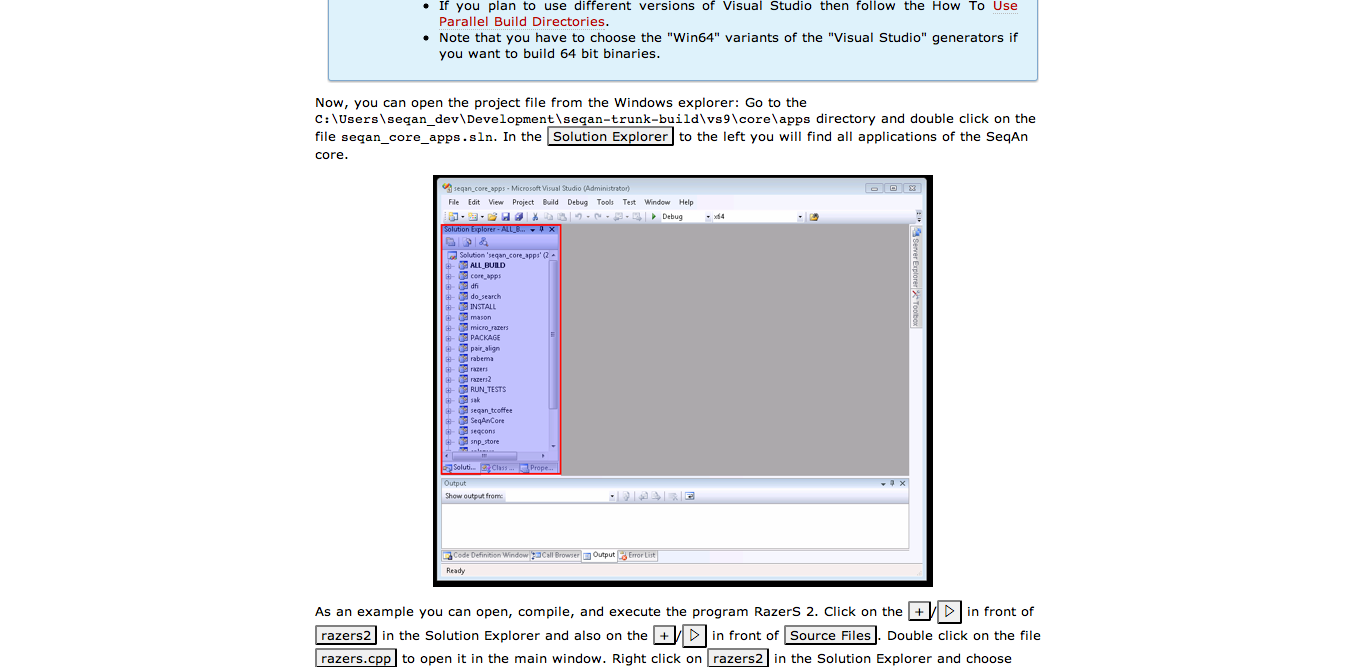 • If you plan to use different versions of Visual Studio then follow the How To Use
Parallel Build Directories.
• Note that you have to choose the "Win64" variants of the "Visual Studio" generators if
you want to build 64 bit binaries.
Now, you can open the project file from the Windows explorer: Go to the
C:\Users\seqan_dev\Development\seqan-trunk-build\vs9\core\apps directory and double click on the
file seqan_core_apps.sln. In the Solution Explorer to the left you will find all applications of the SeqAn
core.
seqan_core_apps - Microsoft Visual Studio (Administrator)
File Edit View Project Build Debug Tools Test Window Help
Debug x64
Solution Explorer - ALL_B...
Solution 'seqan_core_apps' (2
ALL_BUILD
core_apps
dfi
do_search
INSTALL
mason
micro_razers
PACKAGE
pair_align
rabema
razers
razers2
RUN_TESTS
sak
seqan_tcoffee
SeqAnCore
seqcons
snp_store
Soluti... Class ... Prope...
Server Explorer
Toolbox
Output
Show output from:
Code Definition Window Call Browser Output Error List
Ready
As an example you can open, compile, and execute the program RazerS 2. Click on the +/▷ in front of
razers2 in the Solution Explorer and also on the +/▷ in front of Source Files. Double click on the file
razers.cpp to open it in the main window. Right click on razers2 in the Solution Explorer and choose